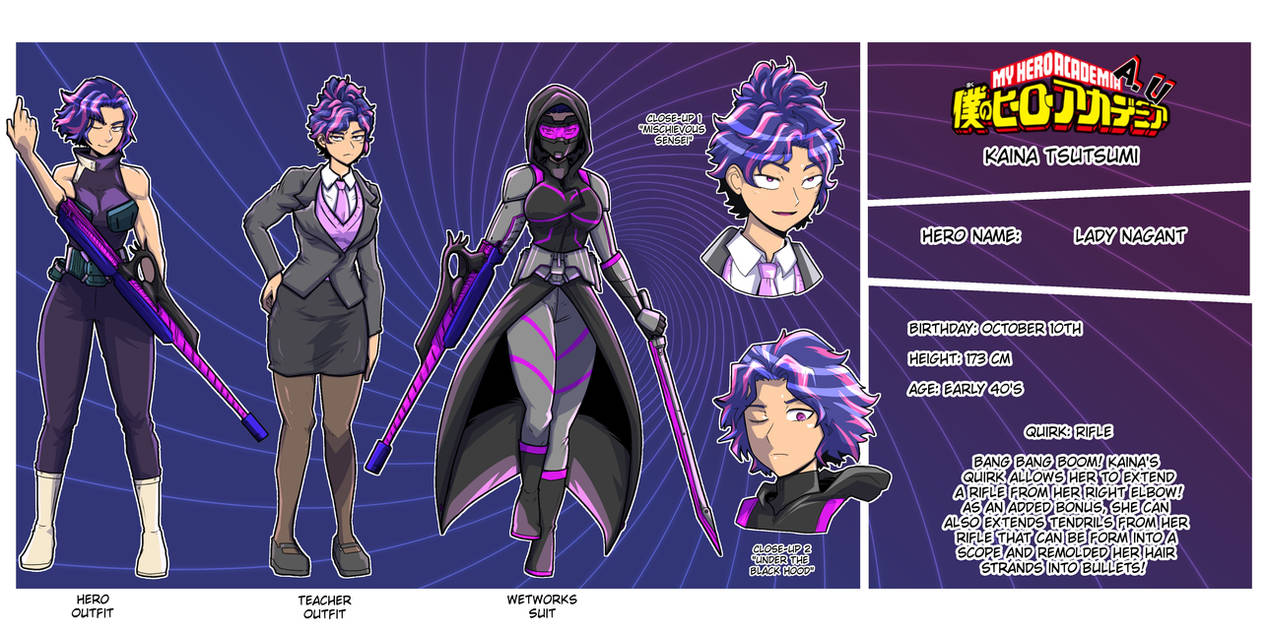 CLOSE-UP 1
"MISCHIEVOUS
SENSEI"
CLOSE-UP 2
"UNDER THE
BLACK HOOD"
HERO
OUTFIT
TEACHER
OUTFIT
WETWORKS
SUIT
MY HERO ACADEMIA A.U
僕のヒーローアカデミア
KAINA TSUTSUMI
HERO NAME: LADY NAGANT
BIRTHDAY: OCTOBER 10TH
HEIGHT: 173 CM
AGE: EARLY 40'S
QUIRK: RIFLE
BANG BANG BOOM! KAINA'S
QUIRK ALLOWS HER TO EXTEND
A RIFLE FROM HER RIGHT ELBOW!
AS AN ADDED BONUS, SHE CAN
ALSO EXTENDS TENDRILS FROM HER
RIFLE THAT CAN BE FORM INTO A
SCOPE AND REMOLDED HER HAIR
STRANDS INTO BULLETS!